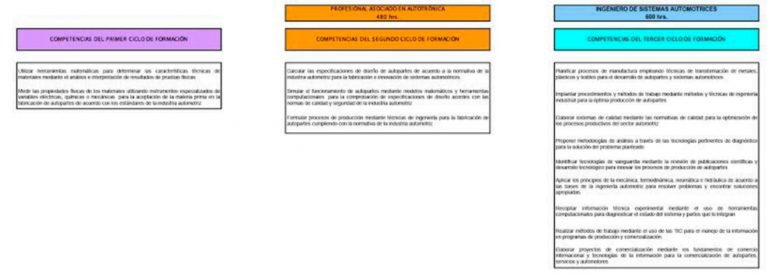 PROFESIONAL ASOCIADO EN AUTOTRÓNICA
480 hrs.
INGENIERO DE SISTEMAS AUTOMOTRICES
600 hrs.
COMPETENCIAS DEL PRIMER CICLO DE FORMACIÓN
COMPETENCIAS DEL SEGUNDO CICLO DE FORMACIÓN
COMPETENCIAS DEL TERCER CICLO DE FORMACIÓN
Utilizar herramientas matemáticas para determinar las características técnicas de
materiales mediante el análisis e interpretación de resultados de pruebas físicas
Medir las propiedades físicas de los materiales utilizando instrumentos especializados de
variables eléctricas, químicas o mecánicas para la aceptación de la materia prima en la
fabricación de autopartes de acuerdo con los estándares de la industria automotriz
Calcular las especificaciones de diseño de autopartes de acuerdo a la normativa de la
industria automotriz para la fabricación e innovación de sistemas automotrices
Simular el funcionamiento de autopartes mediante modelos matemáticos y herramientas
computacionales para la comprobación de especificaciones de diseño acordes con las
normas de calidad y seguridad de la industria automotriz
Formular procesos de producción mediante técnicas de ingeniería para la fabricación de
autopartes cumpliendo con la normativa de la industria automotriz
Planificar procesos de manufactura empleando técnicas de transformación de metales,
plásticos y textiles para el desarrollo de autopartes y sistemas automotrices
Implantar procedimientos y métodos de trabajo mediante métodos y técnicas de ingeniería
industrial para la óptima producción de autopartes
Elaborar sistemas de calidad mediante las normativas de calidad para la optimización de
los procesos productivos del sector automotriz
Proponer metodologías de análisis a través de las tecnologías pertinentes de diagnóstico
para la solución del problema planteado
Identificar tecnologías de vanguardia mediante la revisión de publicaciones científicas y
desarrollo tecnológico para innovar los procesos de producción de autopartes
Aplicar los principios de la mecánica, termodinámica, neumática e hidráulica de acuerdo a
las bases de la ingeniería automotriz para resolver problemas y encontrar soluciones
apropiadas.
Recopilar información técnica experimental mediante el uso de herramientas
computacionales para diagnosticar el estado del sistema y partes que lo integran
Realizar métodos de trabajo mediante el uso de las TIC para el manejo de la información
en programas de producción y comercialización.
Elaborar proyectos de comercialización mediante los fundamentos de comercio
internacional y tecnologías de la información para la comercialización de autopartes,
servicios y automotores